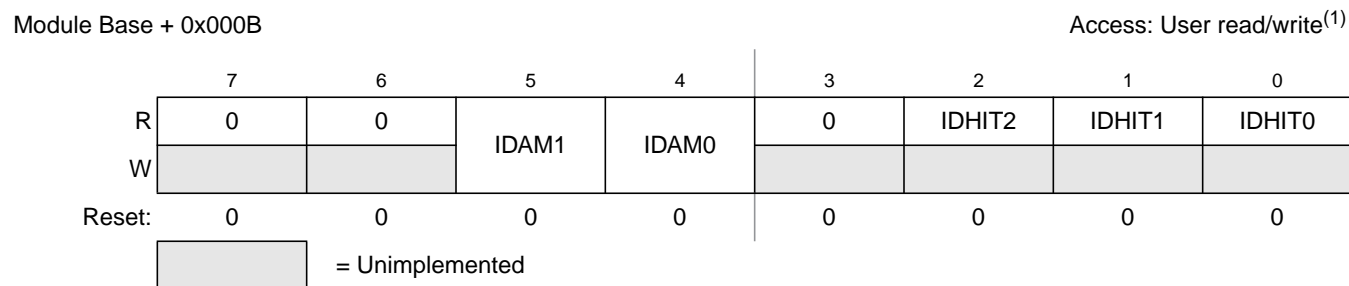 Module Base + 0x000B Access: User read/write(1)
7 6 5 4 3 2 1 0
R 0 0 IDAM1 IDAM0 0 IDHIT2 IDHIT1 IDHIT0
W
Reset: 0 0 0 0 0 0 0 0
= Unimplemented